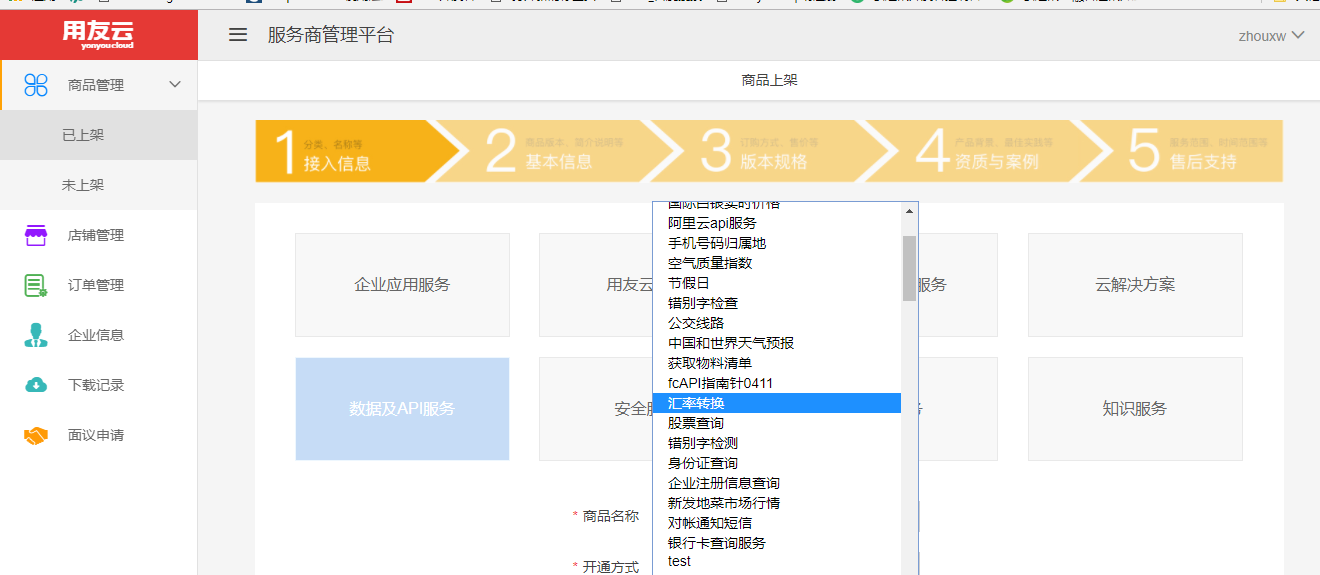 用友云
yonyoucloud
服务商管理平台
zhouxw
商品管理
已上架
未上架
店铺管理
订单管理
企业信息
下载记录
面议申请
商品上架
1
分类、名称等
接入信息
2
商品版本、简介说明等
基本信息
3
订购方式、售价等
版本规格
4
产品背景、最佳实践等
资质与案例
5
服务范围、时间范围等
售后支持
企业应用服务
用友云
服务
云解决方案
数据及API服务
安全服
知识服务
国际白银实时价格
阿里云api服务
手机号码归属地
空气质量指数
节假日
错别字检查
公交线路
中国和世界天气预报
获取物料清单
fcAPI指南针0411
汇率转换
股票查询
错别字检测
身份证查询
企业注册信息查询
新发地菜市场行情
对帐通知短信
银行卡查询服务
test
* 商品名称
* 开通方式